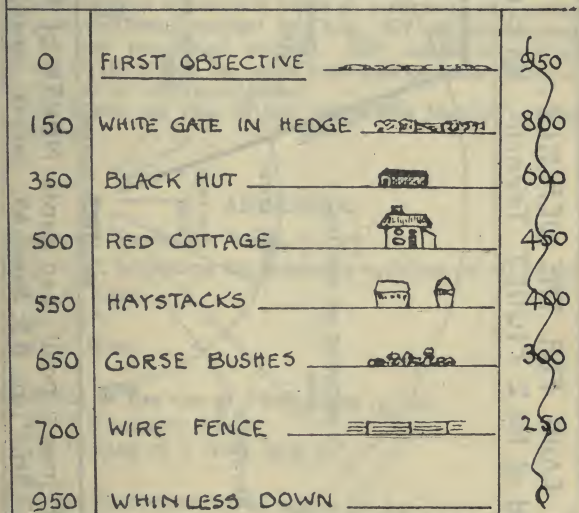 0 FIRST OBJECTIVE 950
150 WHITE GATE IN HEDGE 800
350 BLACK HUT 600
500 RED COTTAGE 450
550 HAYSTACKS 400
650 GORSE BUSHES 300
700 WIRE FENCE 250
950 WHINLESS DOWN 0